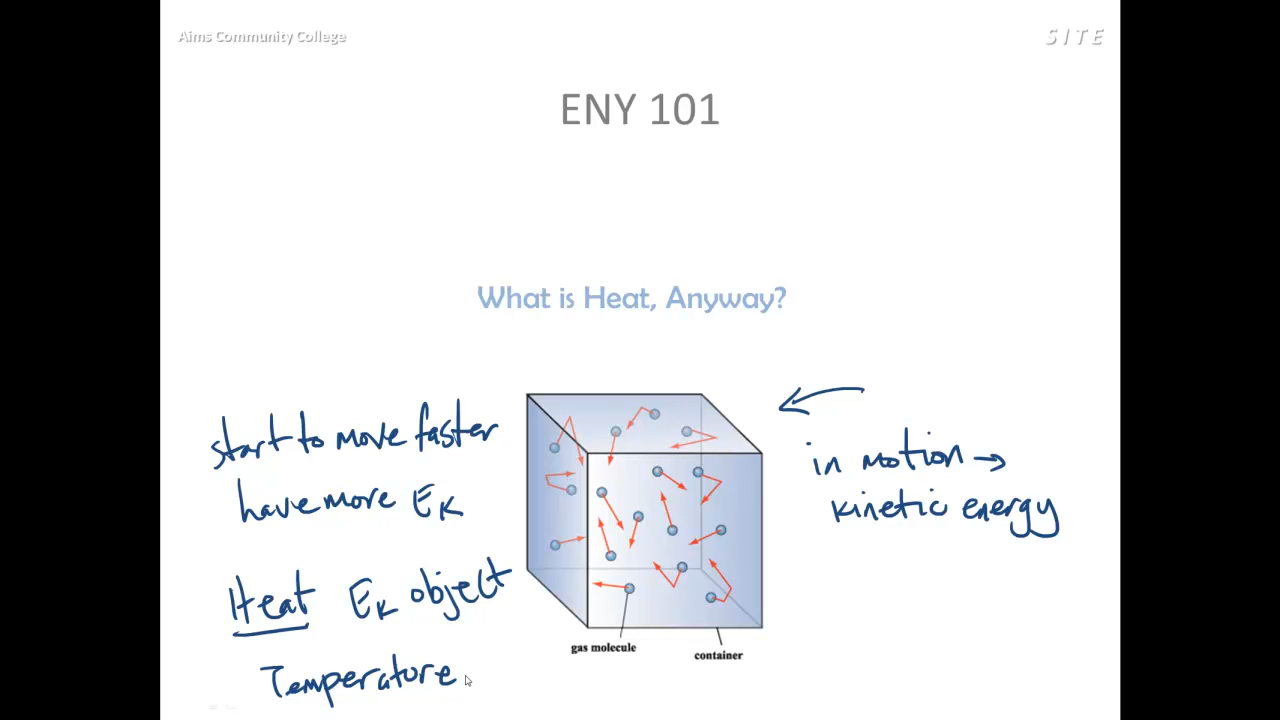 Aims Community College
SITE
ENY 101
What is Heat, Anyway?
start to move faster
have more EK
Heat EK object
Temperature
in motion →
kinetic energy
gas molecule
container